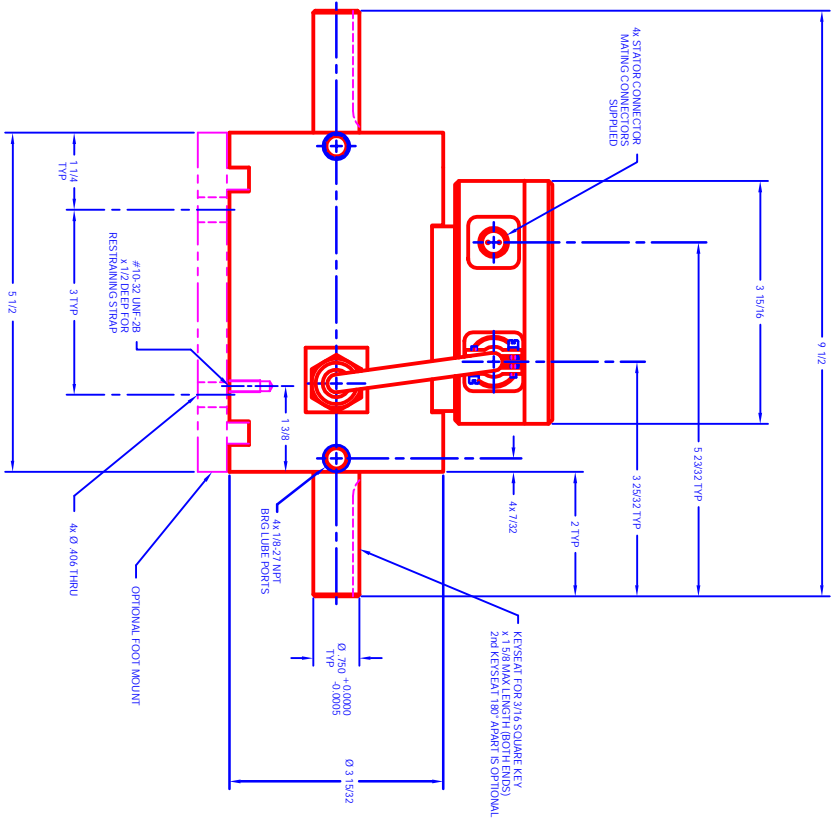 4x STATOR CONNECTOR
MATING CONNECTORS
SUPPLIED
9 1/2
3 15/16
5 23/32 TYP
3 25/32 TYP
2 TYP
4x 7/32
1 3/8
1 1/4
TYP
3 TYP
5 1/2
#10-32 UNF-2B
x 1/2 DEEP FOR
RESTRAINING STRAP
4x Ø .406 THRU
OPTIONAL FOOT MOUNT
4x 1/8-27 NPT
BRG LUBE PORTS
KEYSEAT FOR 3/16 SQUARE KEY
x 1 5/8 MAX LENGTH (BOTH ENDS)
2nd KEYSEAT 180° APART IS OPTIONAL
Ø .750 +0.0000
-0.0005
TYP
Ø 3 15/32